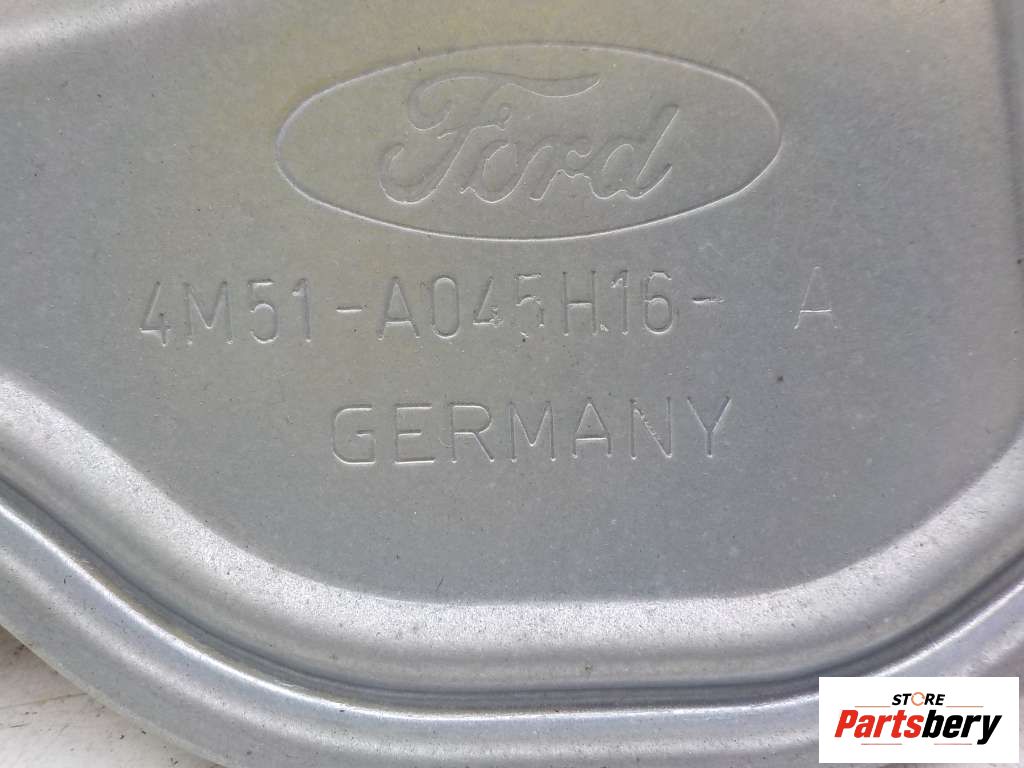 Ford
4M51-A045H16- A
GERMANY
STORE
Partsbery